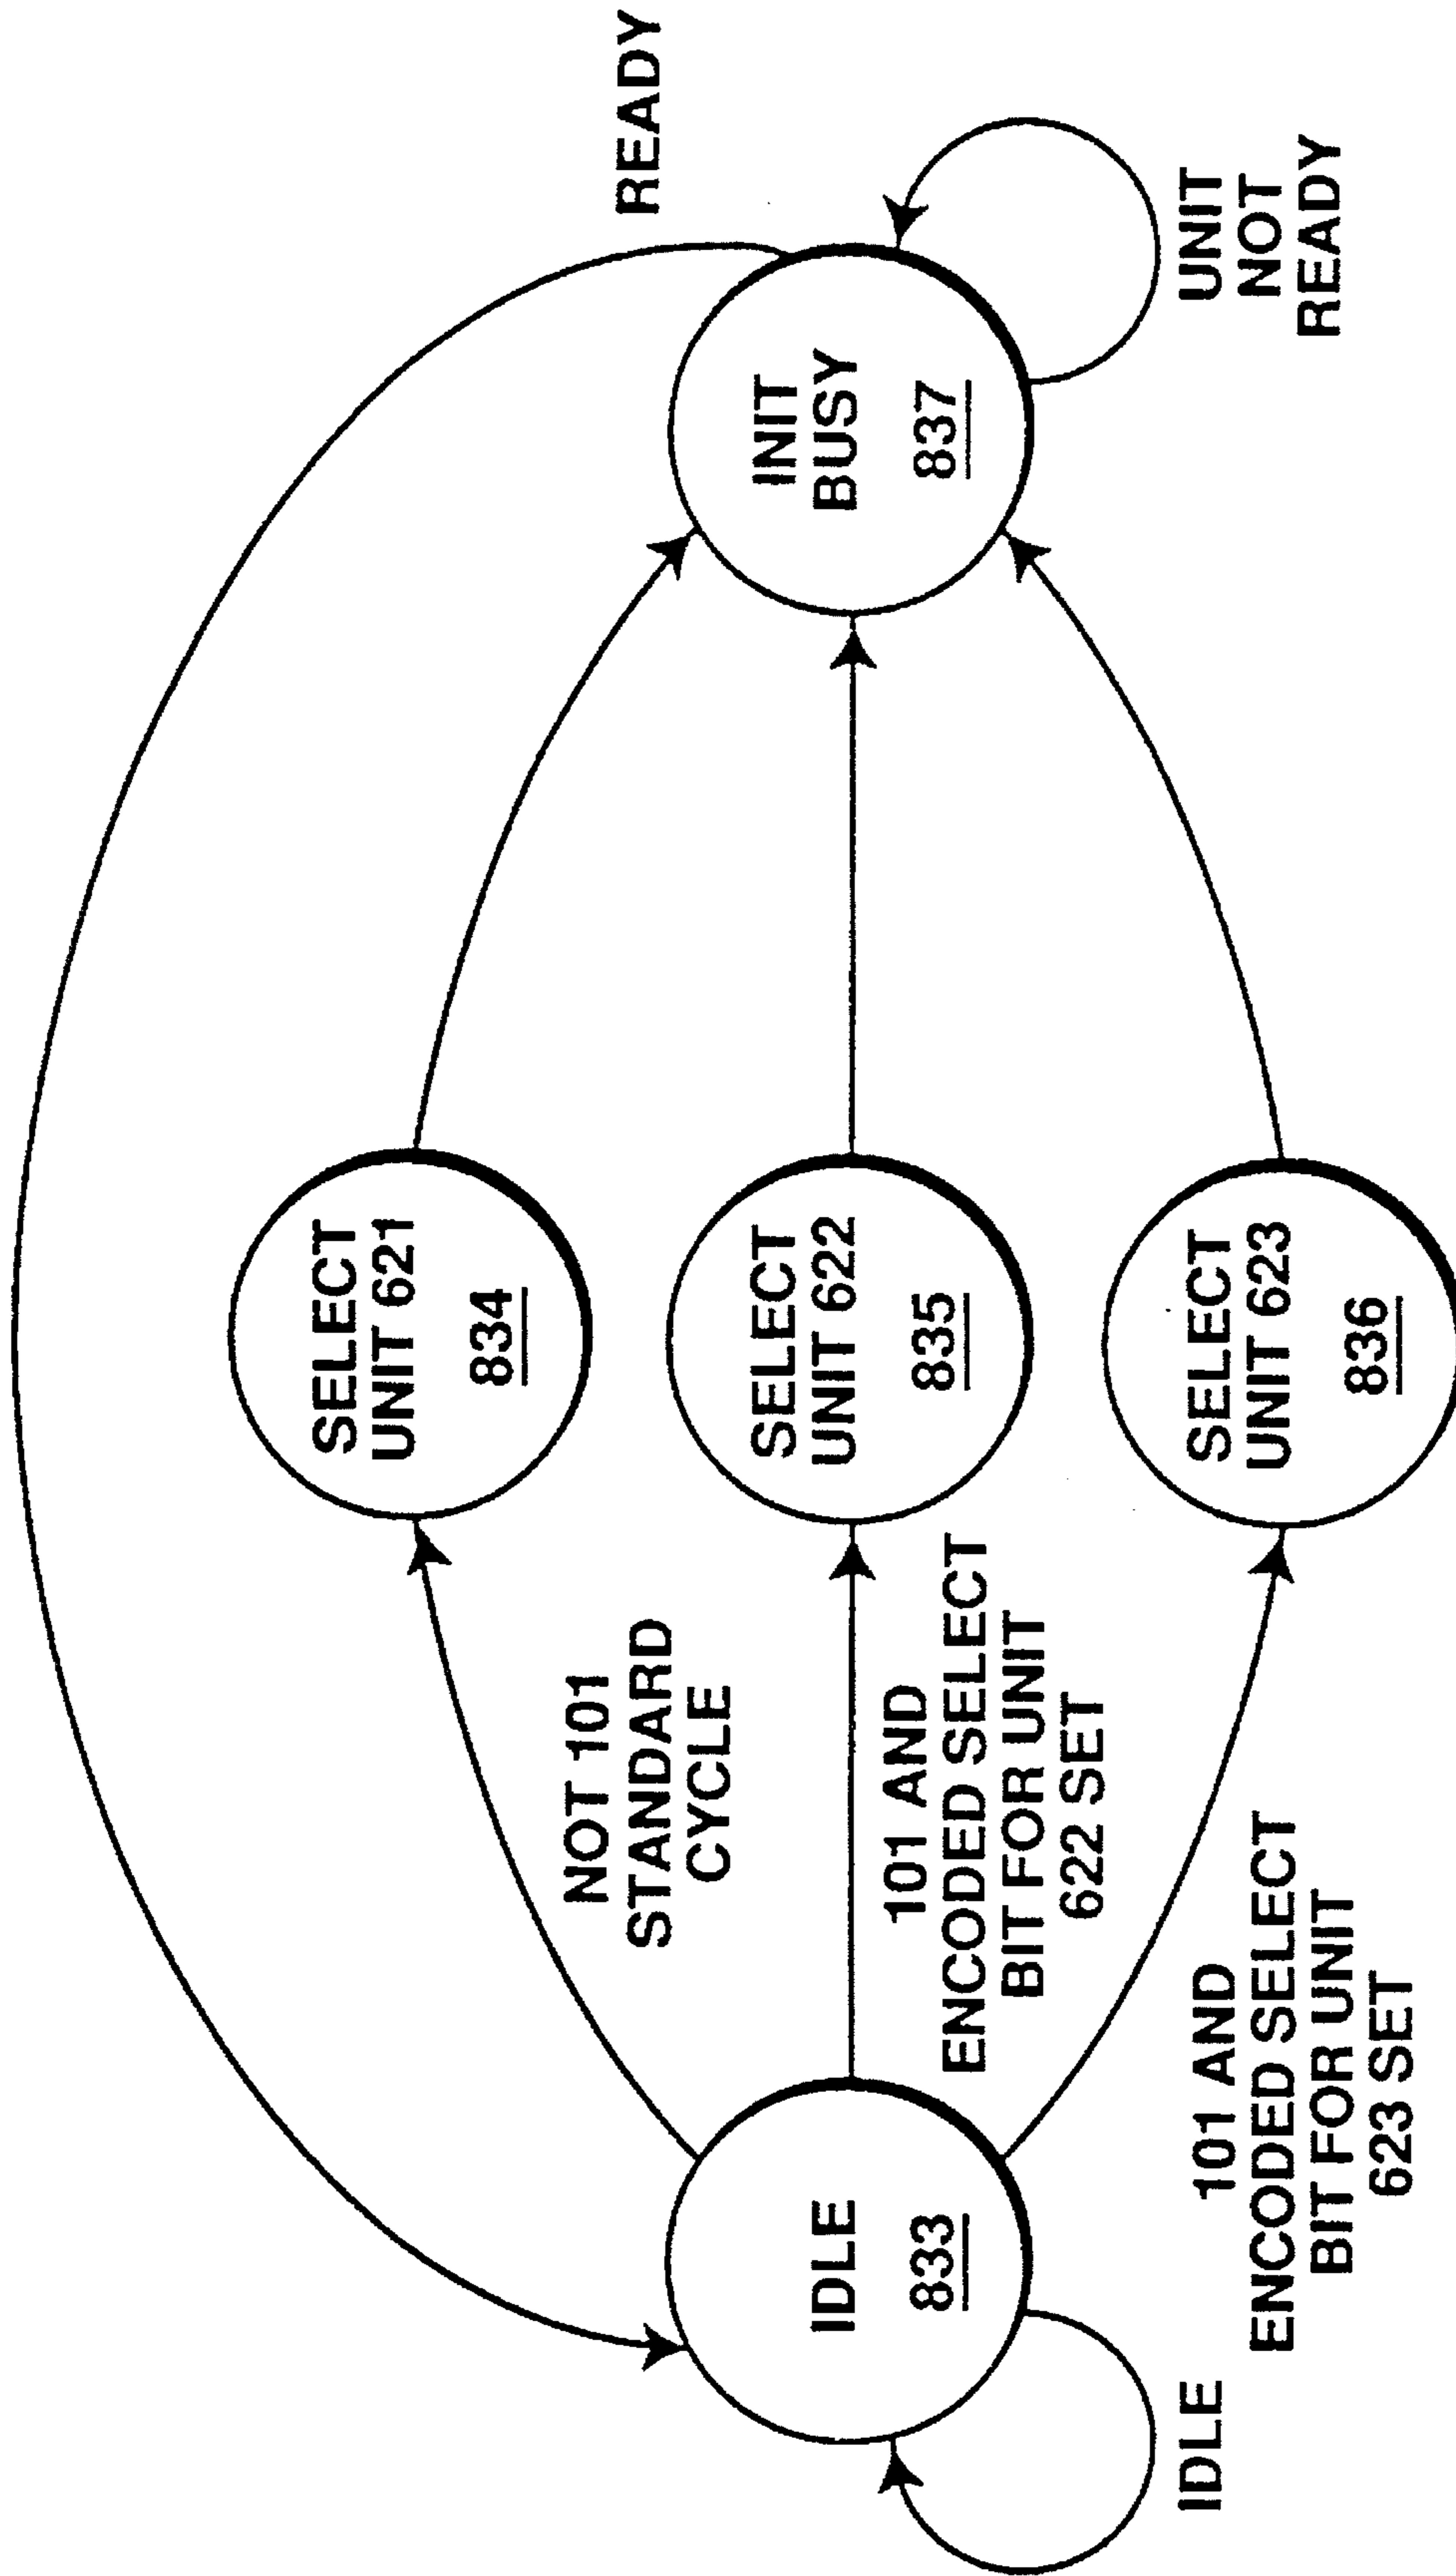 READY
SELECT
UNIT 621
834
NOT 101
STANDARD
CYCLE
IDLE
833
101 AND
ENCODED SELECT
BIT FOR UNIT
622 SET
SELECT
UNIT 622
835
INIT
BUSY
837
UNIT
NOT
READY
IDLE
101 AND
ENCODED SELECT
BIT FOR UNIT
623 SET
SELECT
UNIT 623
836